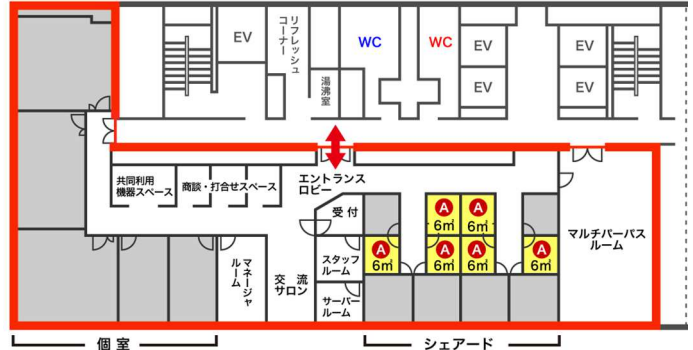 EV
リフレッシュ
コーナー
湯沸室
WC
WC
EV
EV
EV
EV
共同利用
機器スペース
商談・打合せスペース
エントランス
ロビー
受付
スタッフ
ルーム
サーバー
ルーム
マネージャ
ルーム
交流
サロン
A
6㎡
A
6㎡
A
6㎡
A
6㎡
A
6㎡
A
6㎡
マルチパーパス
ルーム
個室
シェアード